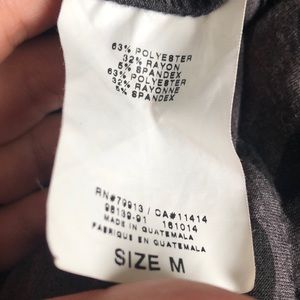 63% POLYESTER
32% RAYON
5% SPANDEX
63% POLYESTER
32% RAYONNE
5% SPANDEX
RN#79913 / CA#11414
98139-91 161014
MADE IN GUATEMALA
FABRIQUE EN GUATEMALA
SIZE M